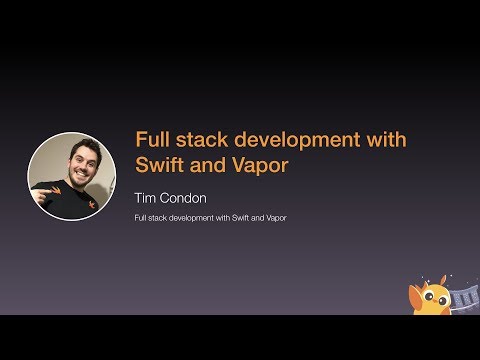 Full stack development with
Swift and Vapor
Tim Condon
Full stack development with Swift and Vapor